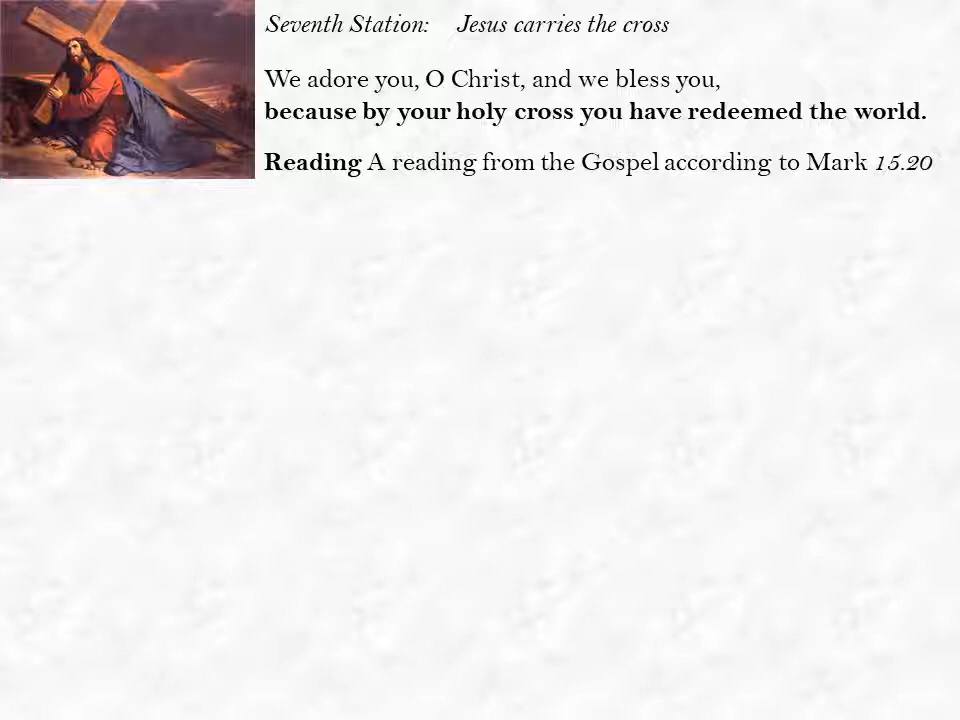 Seventh Station: Jesus carries the cross
We adore you, O Christ, and we bless you,
because by your holy cross you have redeemed the world.
Reading A reading from the Gospel according to Mark 15.20